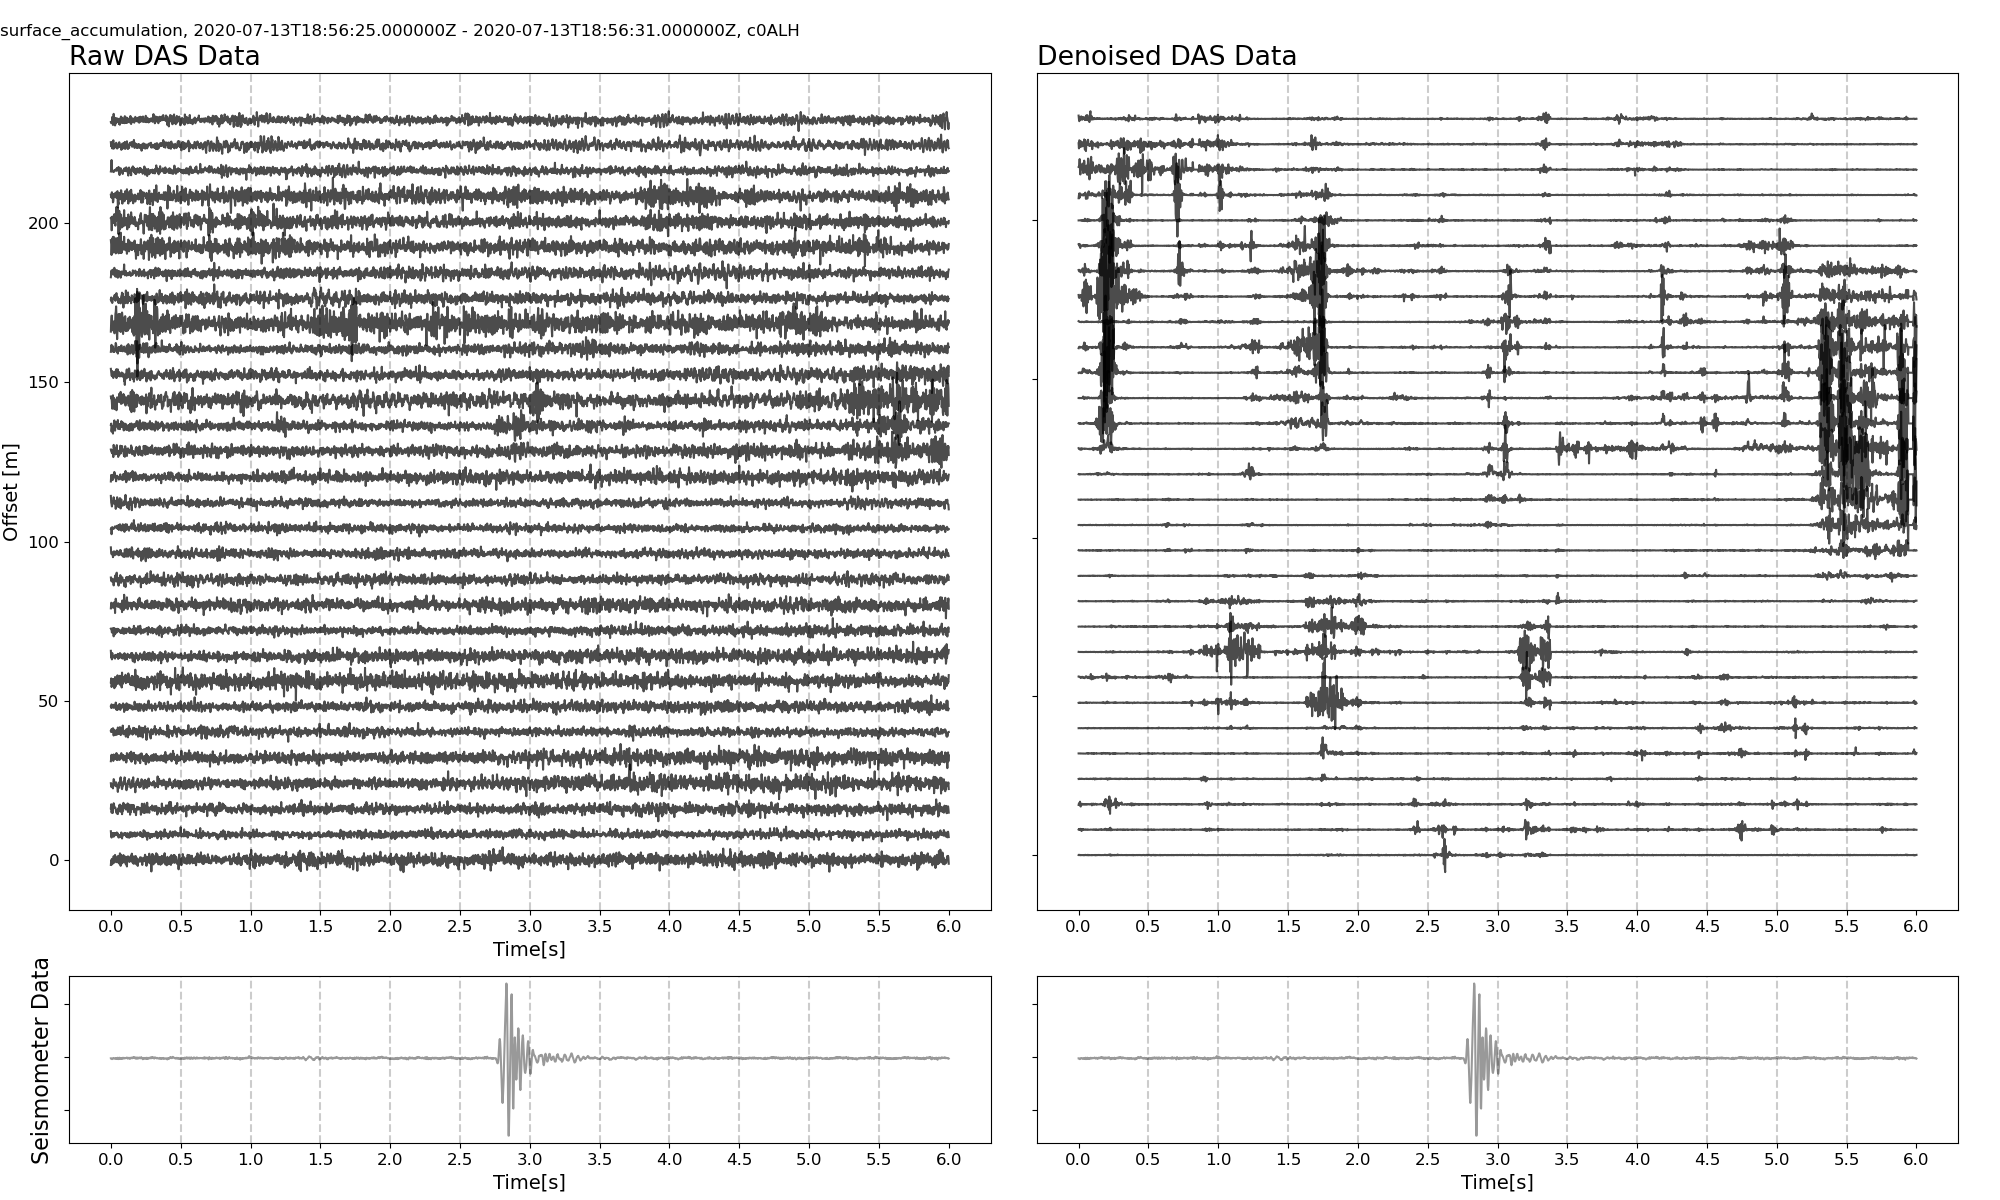 surface_accumulation, 2020-07-13T18:56:25.000000Z - 2020-07-13T18:56:31.000000Z, c0ALH
Raw DAS Data
Denoised DAS Data
Offset [m]
200
150
100
50
0
0.0 0.5 1.0 1.5 2.0 2.5 3.0 3.5 4.0 4.5 5.0 5.5 6.0
Time[s]
0.0 0.5 1.0 1.5 2.0 2.5 3.0 3.5 4.0 4.5 5.0 5.5 6.0
Seismometer Data
0.0 0.5 1.0 1.5 2.0 2.5 3.0 3.5 4.0 4.5 5.0 5.5 6.0
Time[s]
0.0 0.5 1.0 1.5 2.0 2.5 3.0 3.5 4.0 4.5 5.0 5.5 6.0
Time[s]